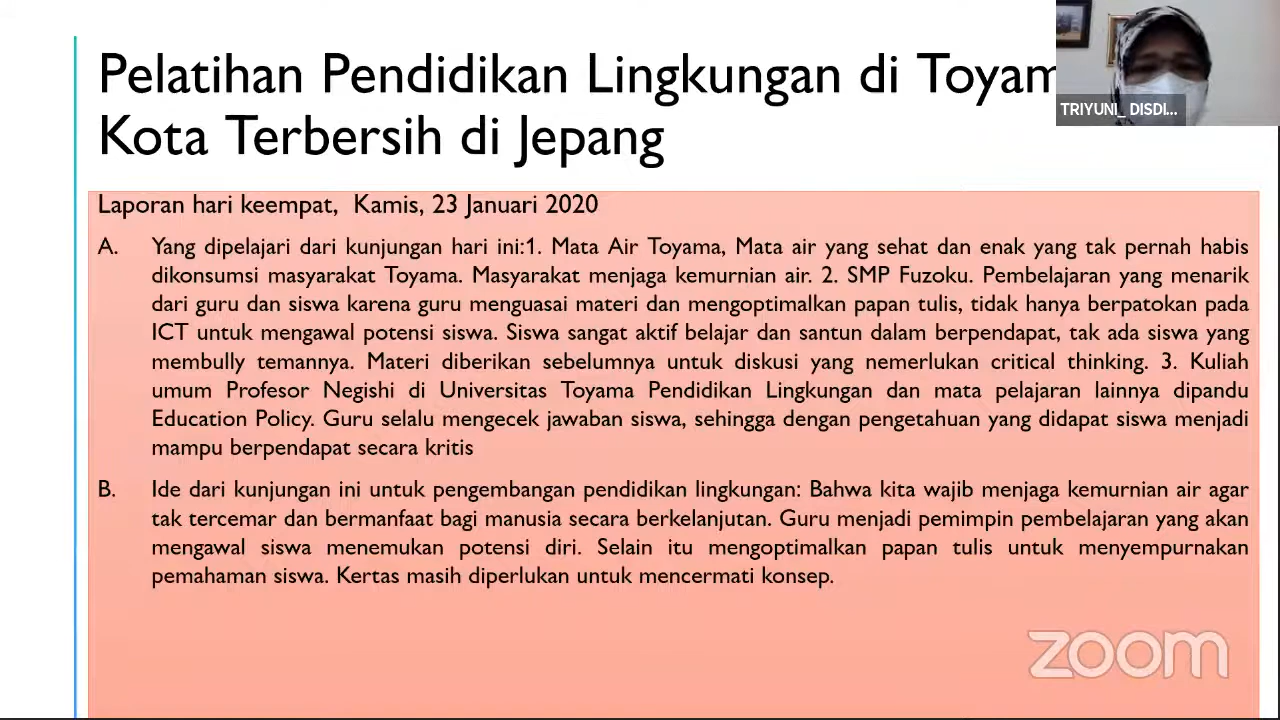 Pelatihan Pendidikan Lingkungan di Toyam
Kota Terbersih di Jepang
TRIYUNI_ DISDI...
Laporan hari keempat, Kamis, 23 Januari 2020
A. Yang dipelajari dari kunjungan hari ini:1. Mata Air Toyama, Mata air yang sehat dan enak yang tak pernah habis
dikonsumsi masyarakat Toyama. Masyarakat menjaga kemurnian air. 2. SMP Fuzoku. Pembelajaran yang menarik
dari guru dan siswa karena guru menguasai materi dan mengoptimalkan papan tulis, tidak hanya berpatokan pada
ICT untuk mengawal potensi siswa. Siswa sangat aktif belajar dan santun dalam berpendapat, tak ada siswa yang
membully temannya. Materi diberikan sebelumnya untuk diskusi yang nemerlukan critical thinking. 3. Kuliah
umum Profesor Negishi di Universitas Toyama Pendidikan Lingkungan dan mata pelajaran lainnya dipandu
Education Policy. Guru selalu mengecek jawaban siswa, sehingga dengan pengetahuan yang didapat siswa menjadi
mampu berpendapat secara kritis
B. Ide dari kunjungan ini untuk pengembangan pendidikan lingkungan: Bahwa kita wajib menjaga kemurnian air agar
tak tercemar dan bermanfaat bagi manusia secara berkelanjutan. Guru menjadi pemimpin pembelajaran yang akan
mengawal siswa menemukan potensi diri. Selain itu mengoptimalkan papan tulis untuk menyempurnakan
pemahaman siswa. Kertas masih diperlukan untuk mencermati konsep.
zoom